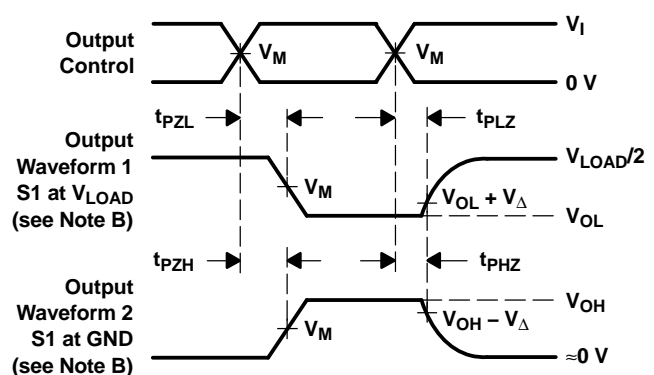 Output
Control
V_M
V_M
V_I
0 V
t_PZL
t_PLZ
Output
Waveform 1
S1 at V_LOAD
(see Note B)
V_M
V_LOAD/2
V_OL + V_Δ
V_OL
t_PZH
t_PHZ
Output
Waveform 2
S1 at GND
(see Note B)
V_M
V_OH
V_OH – V_Δ
≈0 V